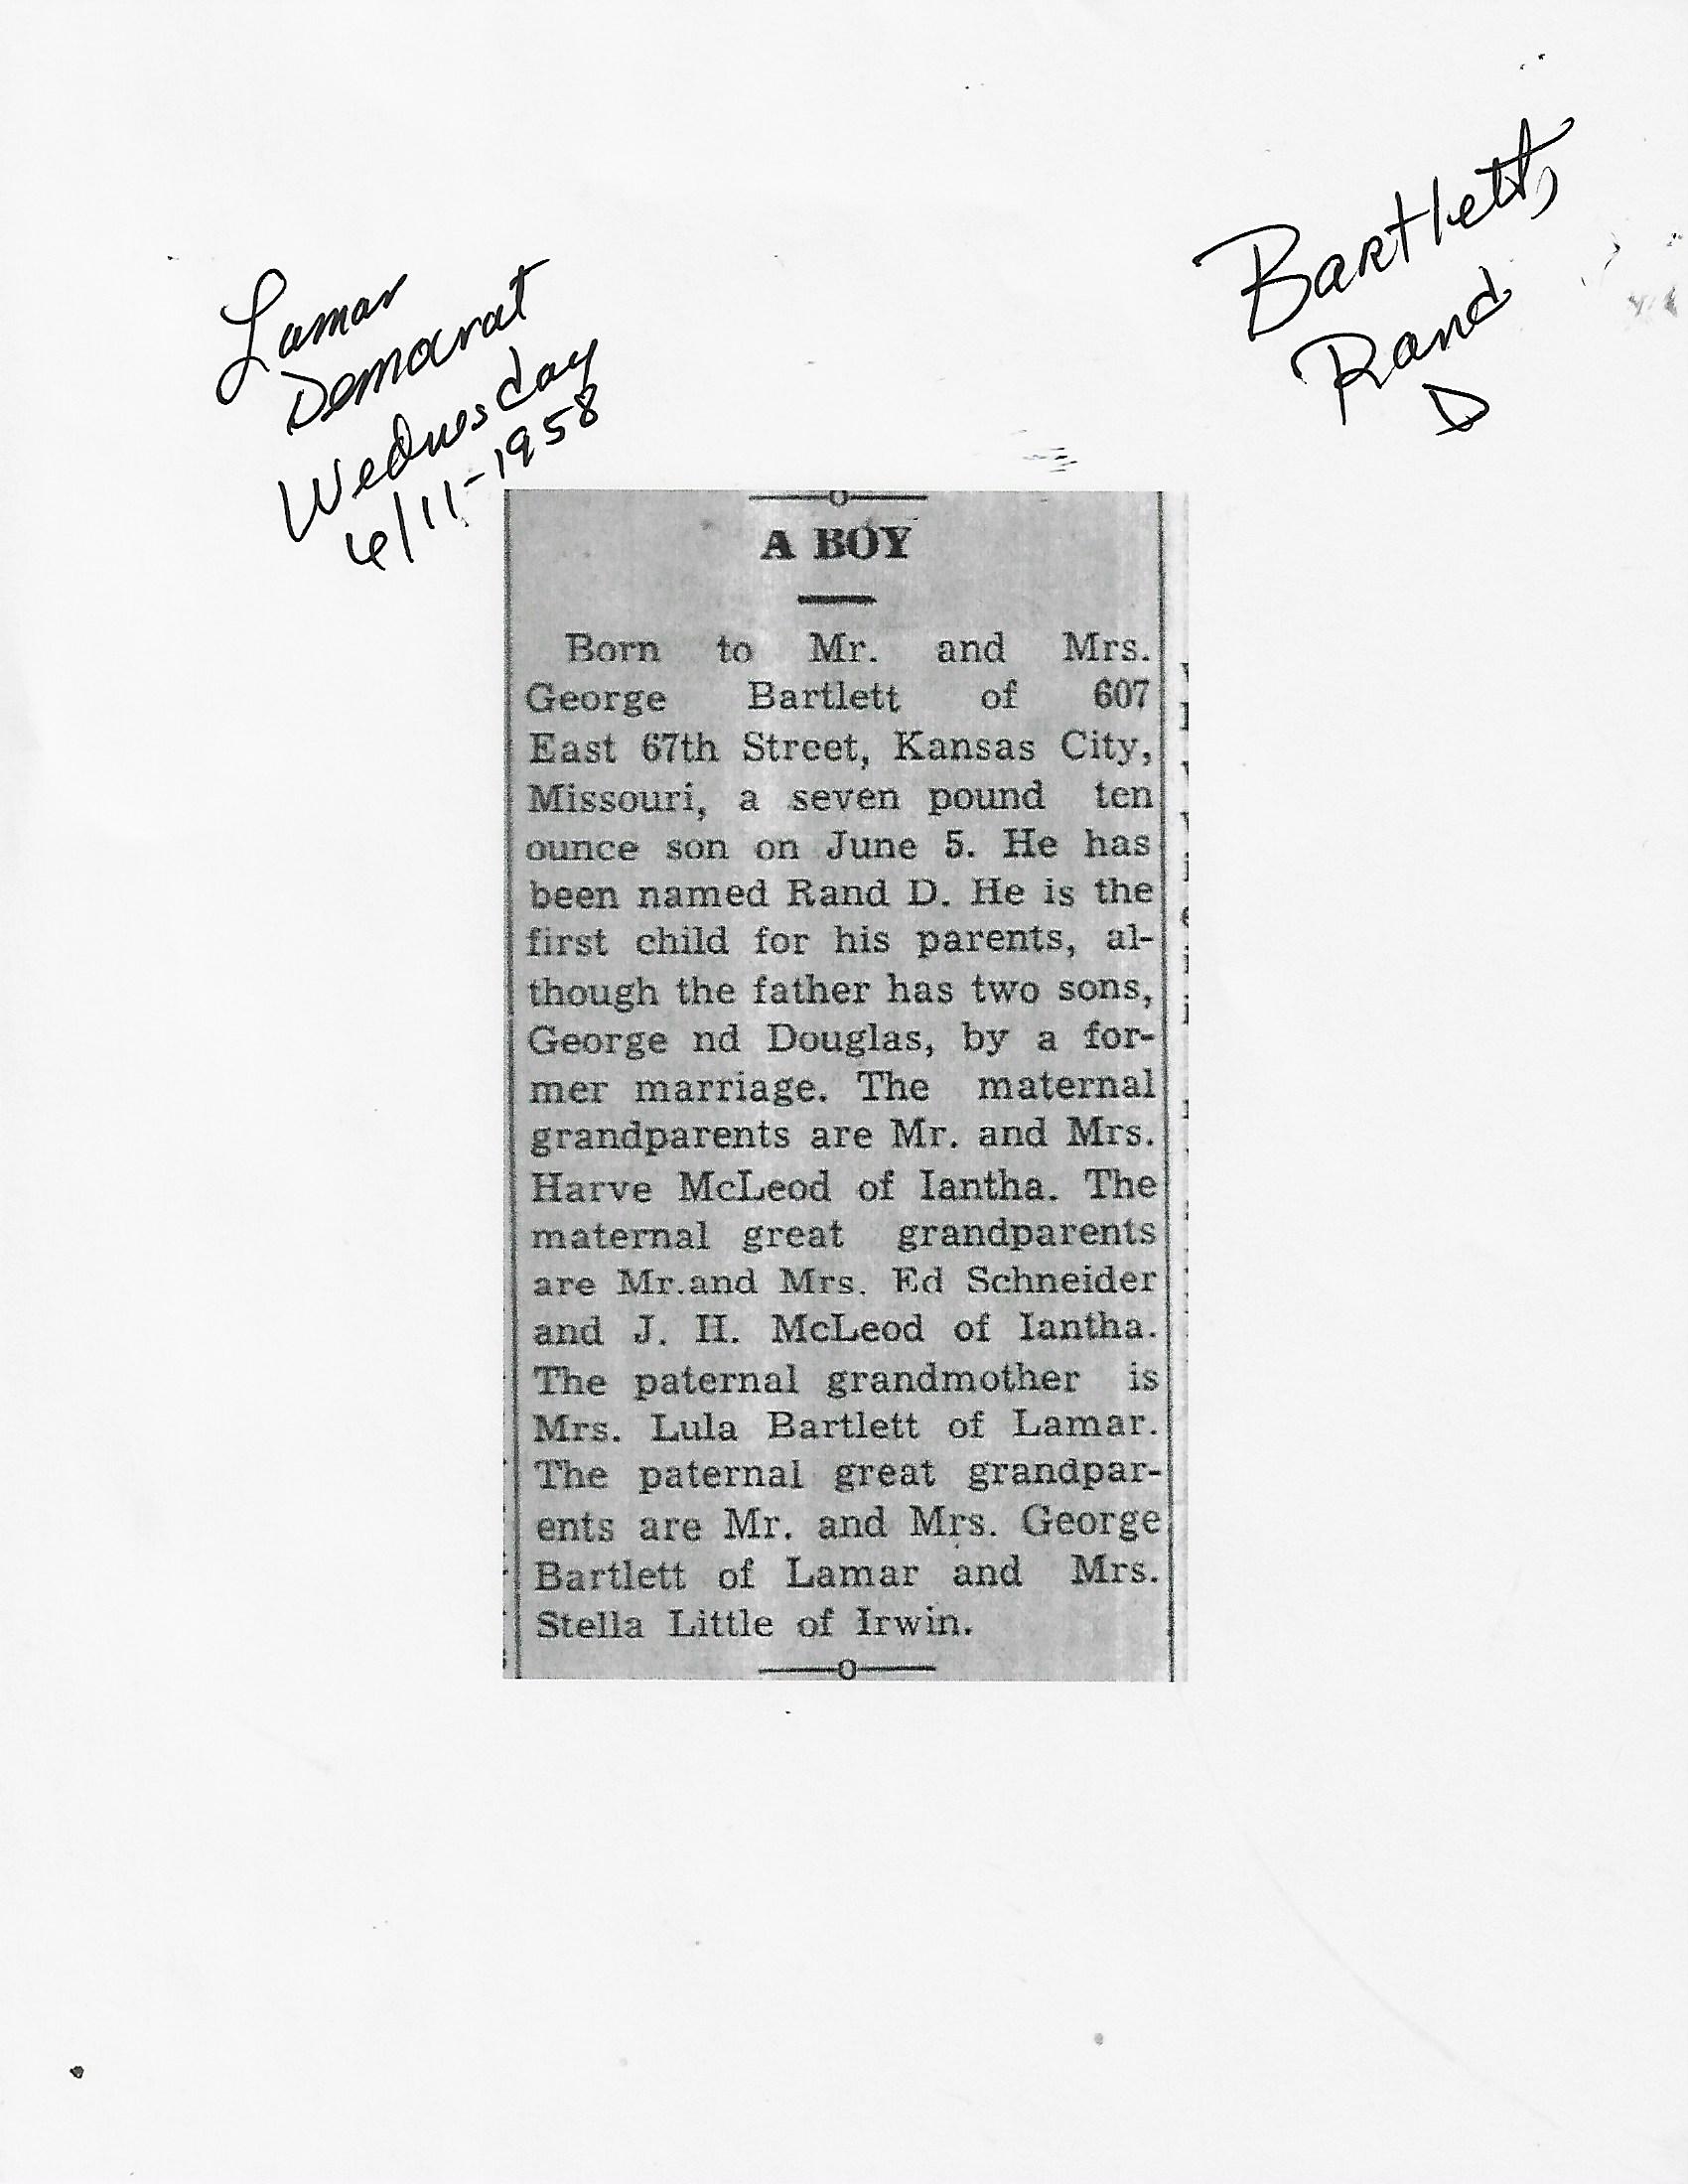 Lamar
Democrat
Wednesday
6/11-1958
Bartlett,
Rand
D
A BOY
Born to Mr. and Mrs.
George Bartlett of 607
East 67th Street, Kansas City,
Missouri, a seven pound ten
ounce son on June 5. He has
been named Rand D. He is the
first child for his parents, al-
though the father has two sons,
George nd Douglas, by a for-
mer marriage. The maternal
grandparents are Mr. and Mrs.
Harve McLeod of Iantha. The
maternal great grandparents
are Mr.and Mrs. Ed Schneider
and J. H. McLeod of Iantha.
The paternal grandmother is
Mrs. Lula Bartlett of Lamar.
The paternal great grandpar-
ents are Mr. and Mrs. George
Bartlett of Lamar and Mrs.
Stella Little of Irwin.